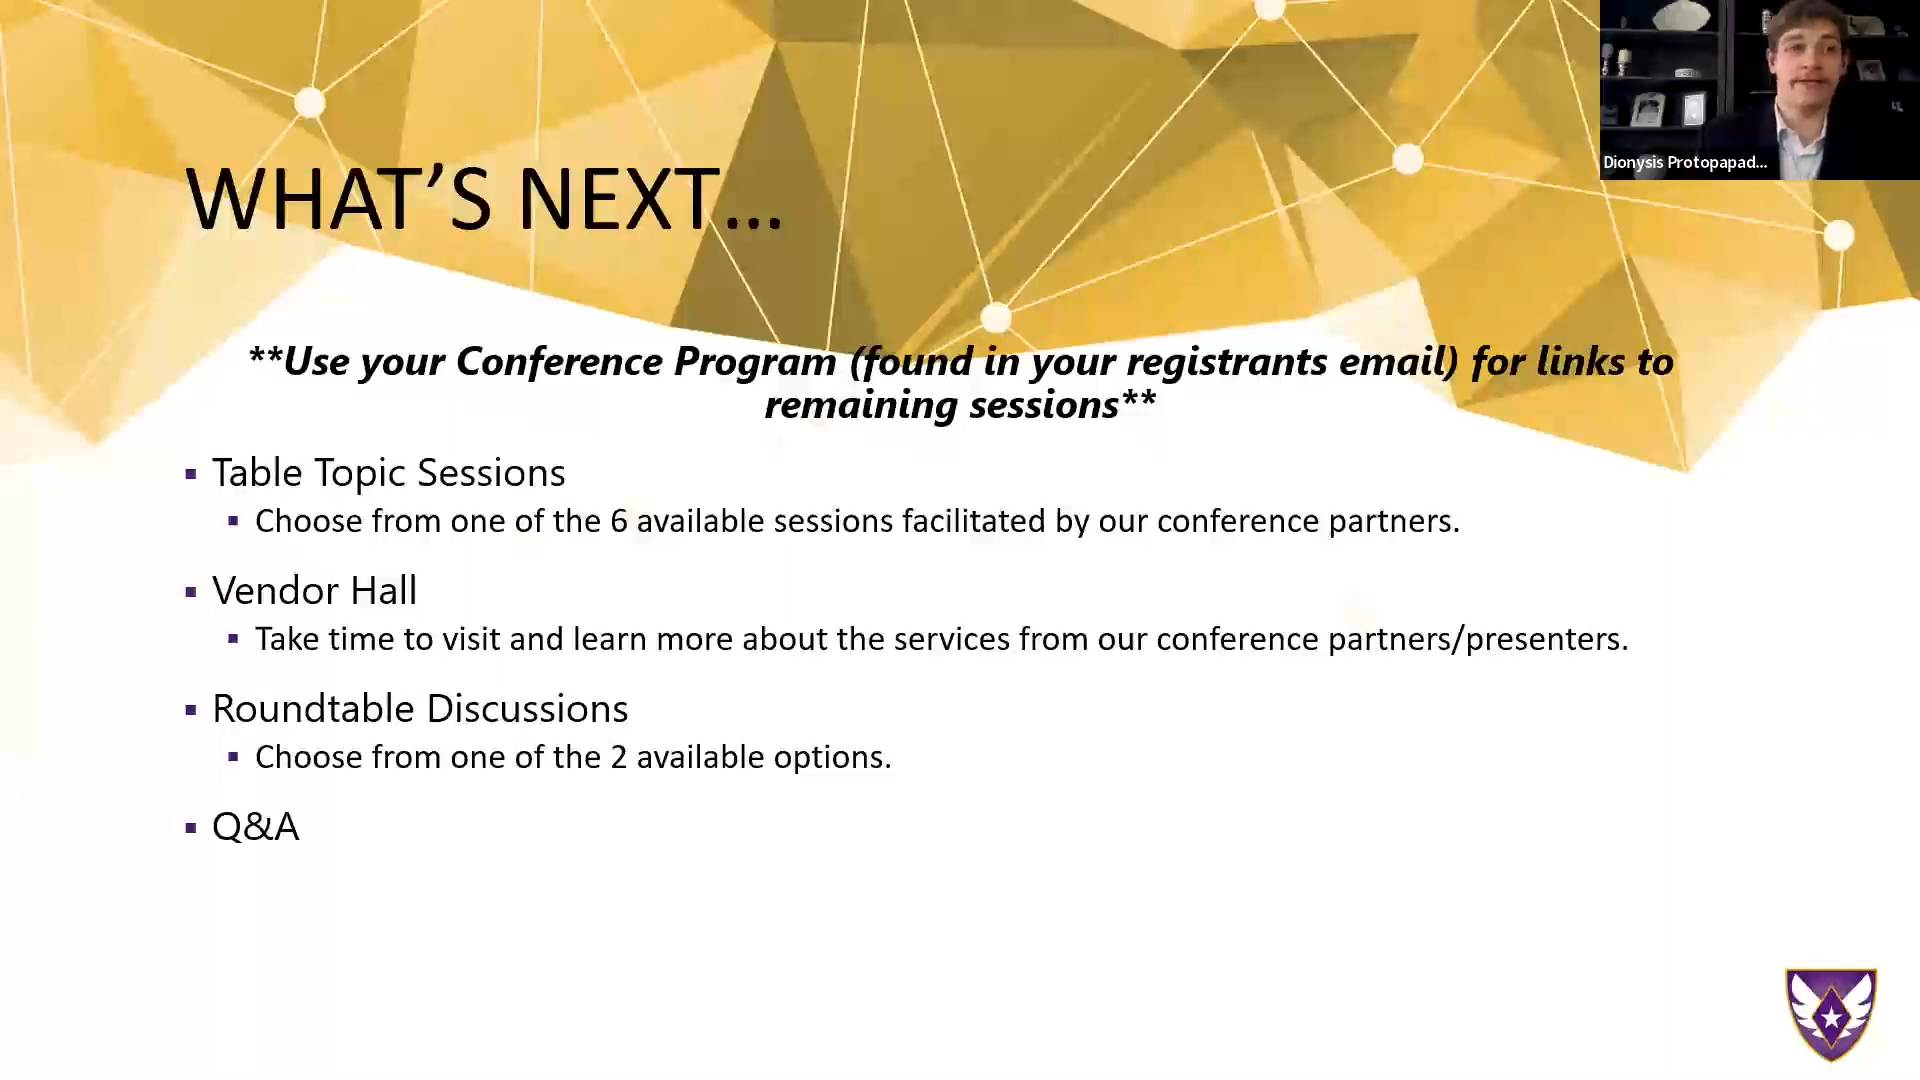 Dionysis Protopapad...
WHAT’S NEXT...
**Use your Conference Program (found in your registrants email) for links to
remaining sessions**
▪ Table Topic Sessions
▪ Choose from one of the 6 available sessions facilitated by our conference partners.
▪ Vendor Hall
▪ Take time to visit and learn more about the services from our conference partners/presenters.
▪ Roundtable Discussions
▪ Choose from one of the 2 available options.
▪ Q&A